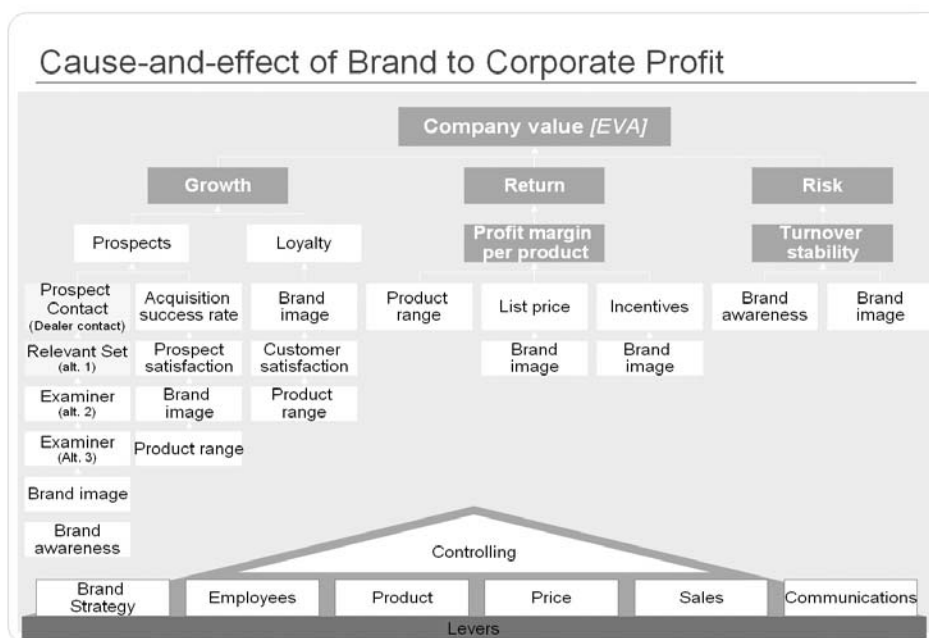 Cause-and-effect of Brand to Corporate Profit
Company value [EVA]
Growth
Return
Risk
Prospects
Loyalty
Profit margin
per product
Turnover
stability
Prospect
Contact
(Dealer contact)
Acquisition
success rate
Brand
image
Product
range
List price
Incentives
Brand
awareness
Brand
image
Relevant Set
(alt. 1)
Prospect
satisfaction
Customer
satisfaction
Brand
image
Brand
image
Examiner
(alt. 2)
Brand
image
Product
range
Examiner
(Alt. 3)
Product range
Brand image
Brand
awareness
Controlling
Brand
Strategy
Employees
Product
Price
Sales
Communications
Levers